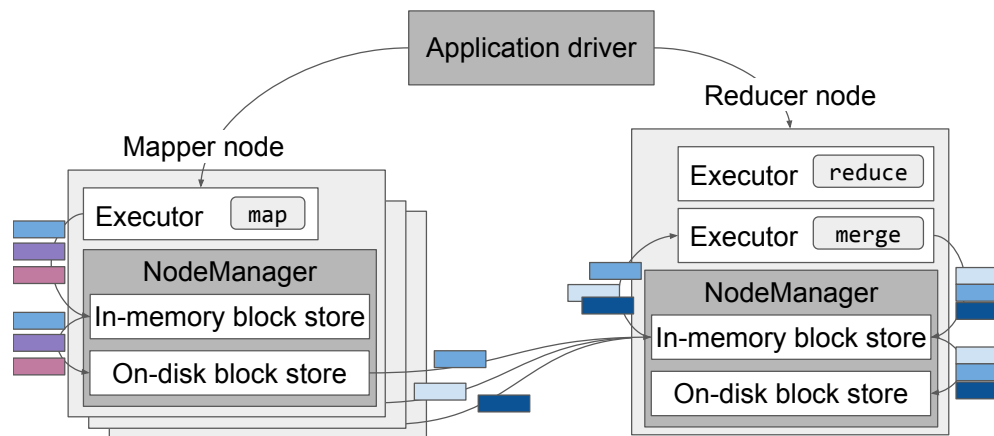 Application driver
Reducer node
Mapper node
Executor reduce
Executor map
Executor merge
NodeManager
NodeManager
In-memory block store
In-memory block store
On-disk block store
On-disk block store